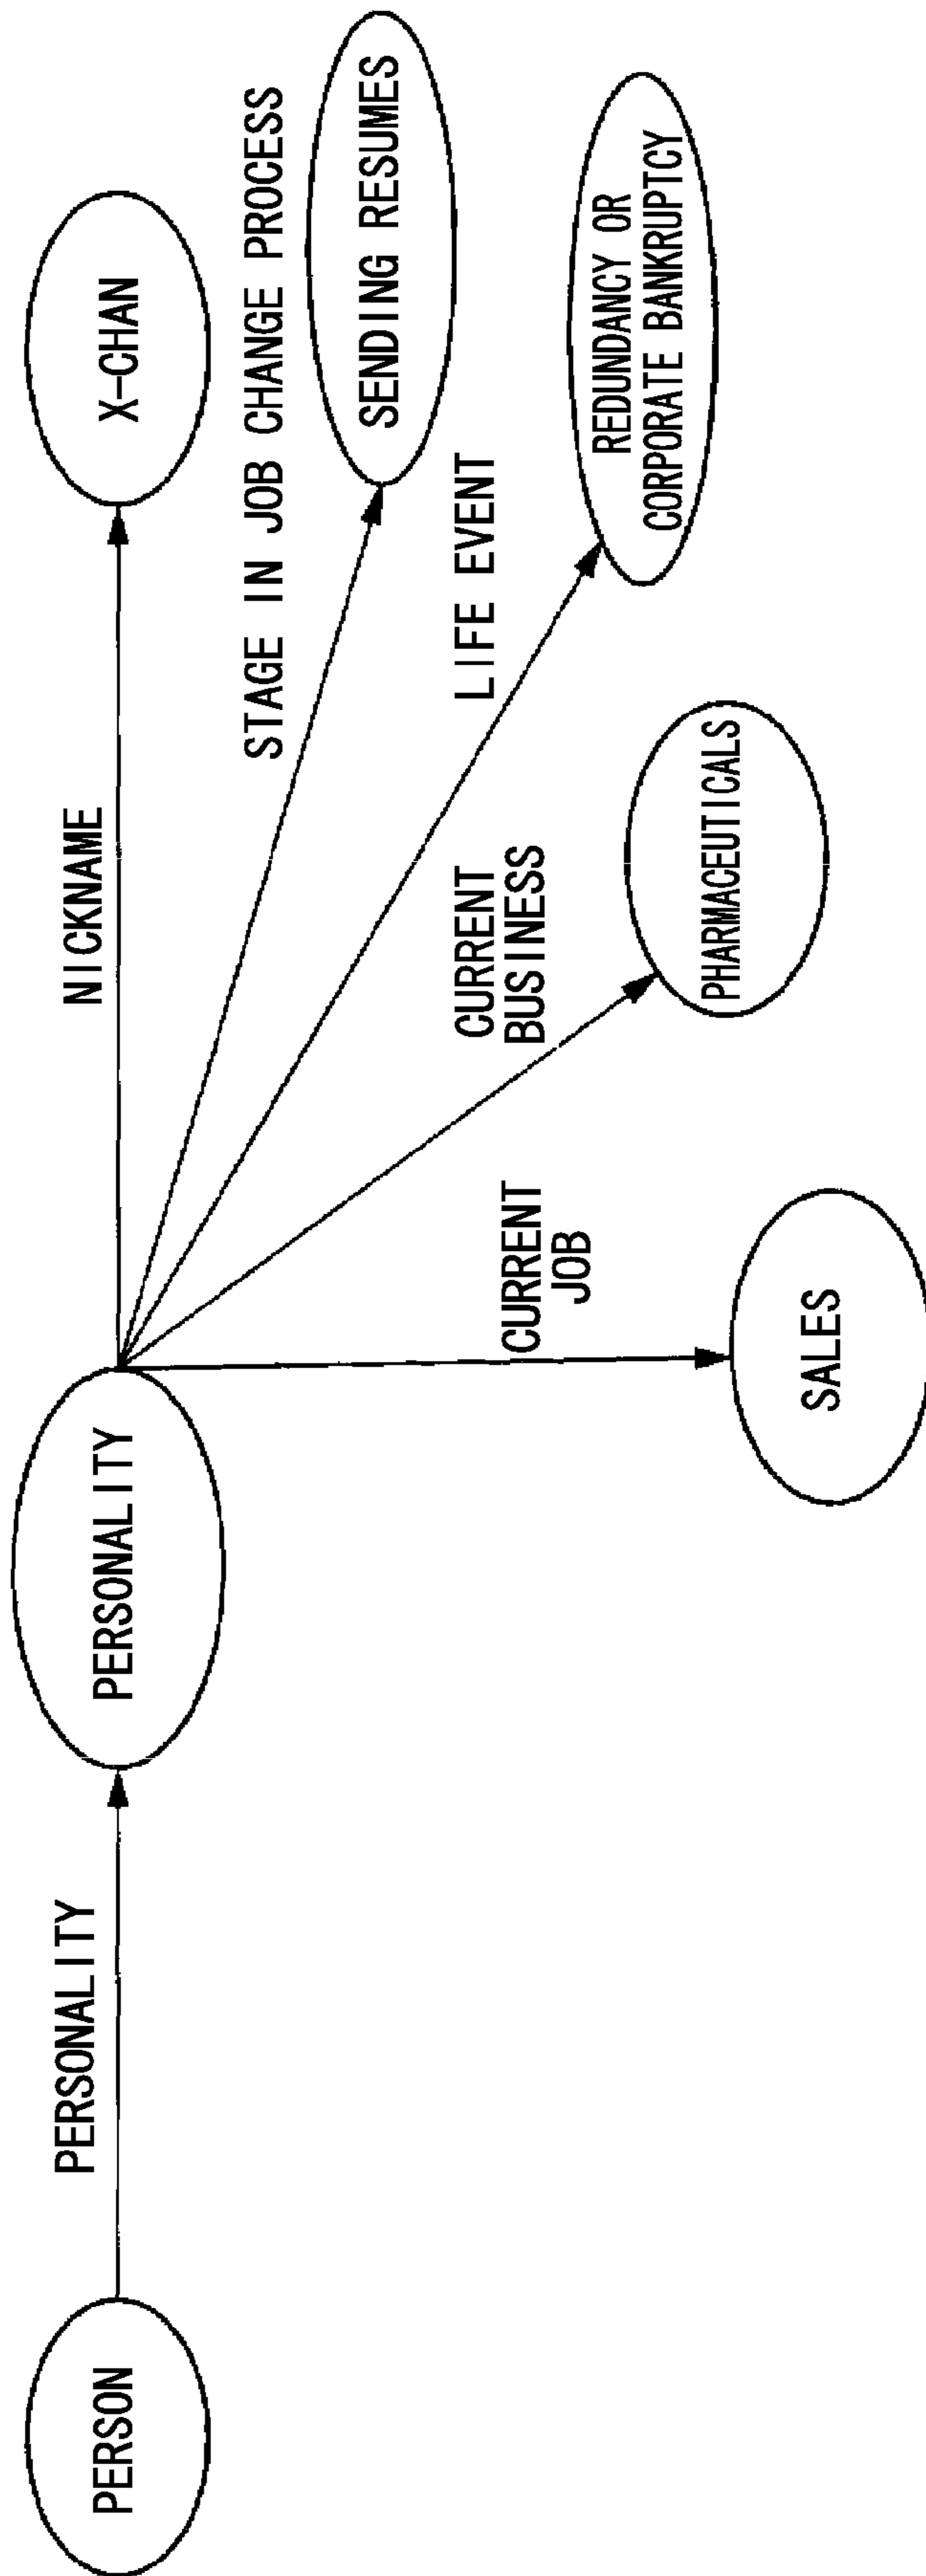 PERSON
PERSONALITY
PERSONALITY
NICKNAME
X-CHAN
STAGE IN JOB CHANGE PROCESS
SENDING RESUMES
LIFE EVENT
REDUNDANCY OR
CORPORATE BANKRUPTCY
CURRENT
BUSINESS
PHARMACEUTICALS
CURRENT
JOB
SALES